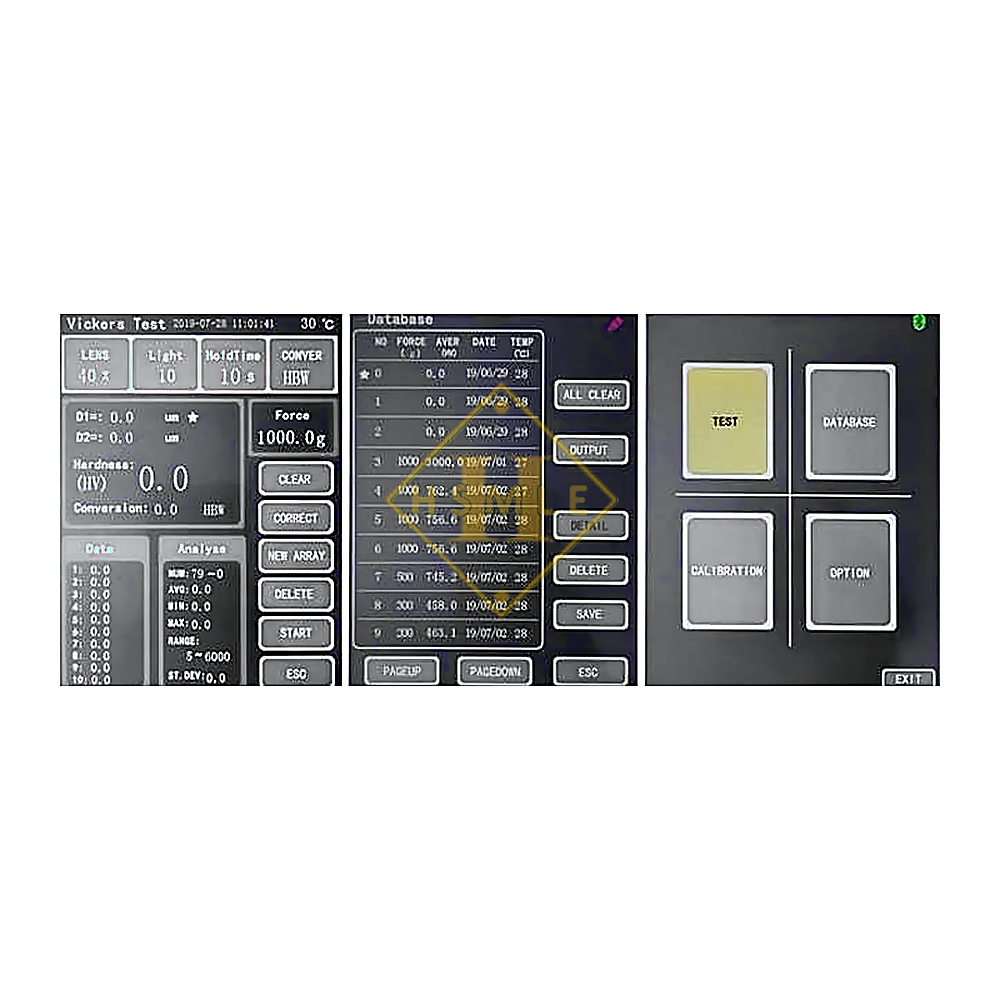 Vickers Test 2019-07-28 11:01:41 30 ℃
LENS Light HoldTime CONVER
40 X 10 10 s HBW
D1=: 0.0 um ★
D2=: 0.0 um
Hardness:
(HV) 0.0
Conversion: 0.0 HBW
Force
1000.0g
CLEAR
CORRECT
NEW ARRAY
DELETE
START
ESC
Data
1: 0.0
2: 0.0
3: 0.0
4: 0.0
5: 0.0
6: 0.0
7: 0.0
8: 0.0
9: 0.0
10: 0.0
Analyse
NUM: 79-0
AVG: 0.0
MIN: 0.0
MAX: 0.0
RANGE:
5~6000
ST.DEV: 0.0
Database
NO FORCE AVER DATE TEMP
(g) (HV) (℃)
★ 0 0.0 19/06/29 28
1 0.0 19/06/29 28
2 0.0 19/06/29 28
3 1000 3000.0 19/07/01 27
4 1000 762.4 19/07/02 27
5 1000 756.6 19/07/02 28
6 1000 756.6 19/07/02 28
7 500 745.2 19/07/02 28
8 300 458.0 19/07/02 28
9 300 463.1 19/07/02 28
ALL CLEAR
OUTPUT
DETAIL
DELETE
SAVE
PAGEUP PAGEDOWN ESC
H SMILE
TEST DATABASE
CALIBRATION OPTION
EXIT